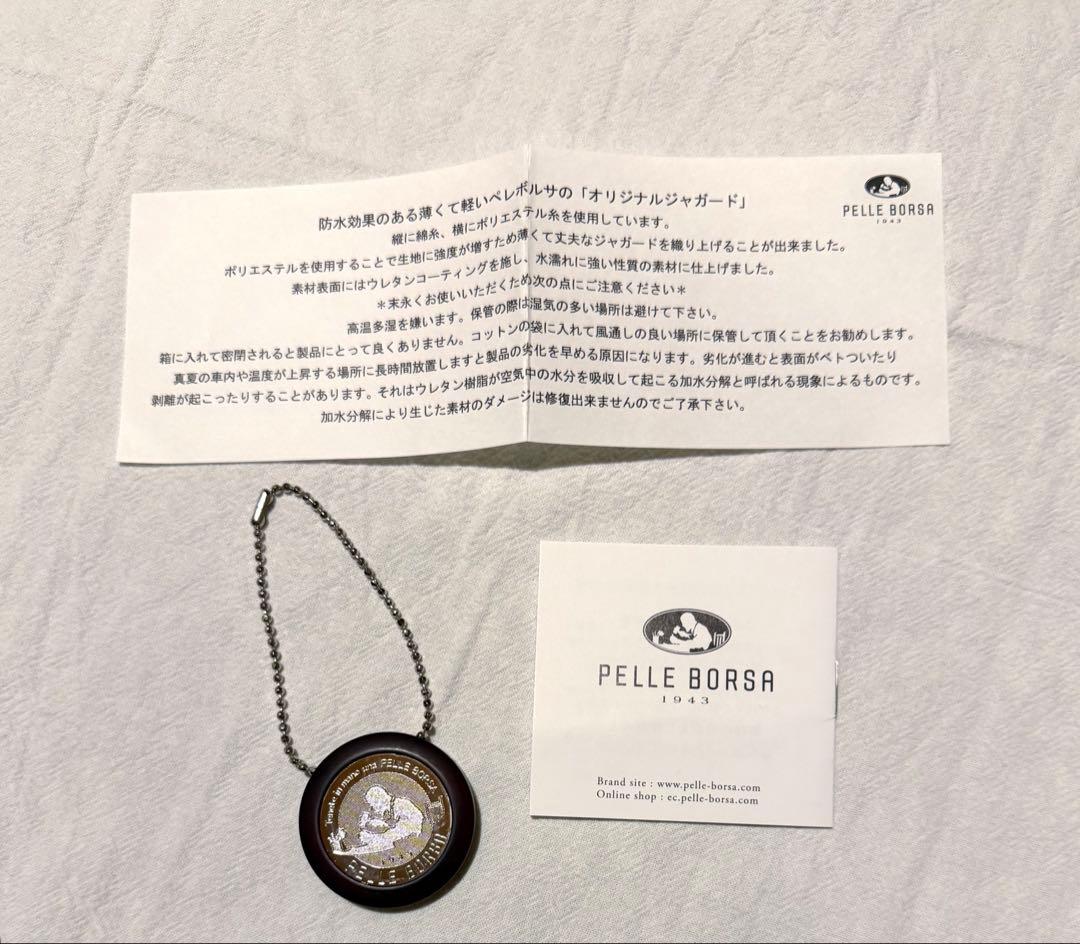 防水効果のある薄くて軽いペレボルサの「オリジナルジャガード」
縦に綿糸、横にポリエステル糸を使用しています。
ポリエステルを使用することで生地に強度が増すため薄くて丈夫なジャガードを織り上げることが出来ました。
素材表面にはウレタンコーティングを施し、水濡れに強い性質の素材に仕上げました。
＊末永くお使いいただくため次の点にご注意ください＊
高温多湿を嫌います。保管の際は湿気の多い場所は避けて下さい。
箱に入れて密閉されると製品にとって良くありません。コットンの袋に入れて風通しの良い場所に保管して頂くことをお勧めします。
真夏の車内や温度が上昇する場所に長時間放置しますと製品の劣化を早める原因になります。劣化が進むと表面がベトついたり
剥離が起こったりすることがあります。それはウレタン樹脂が空気中の水分を吸収して起こる加水分解と呼ばれる現象によるものです。
加水分解により生じた素材のダメージは修復出来ませんのでご了承下さい。
PELLE BORSA
1943
PELLE BORSA
1943
Brand site : www.pelle-borsa.com
Online shop : ec.pelle-borsa.com
in mano una PELLE BORSA
PELLE BORSA